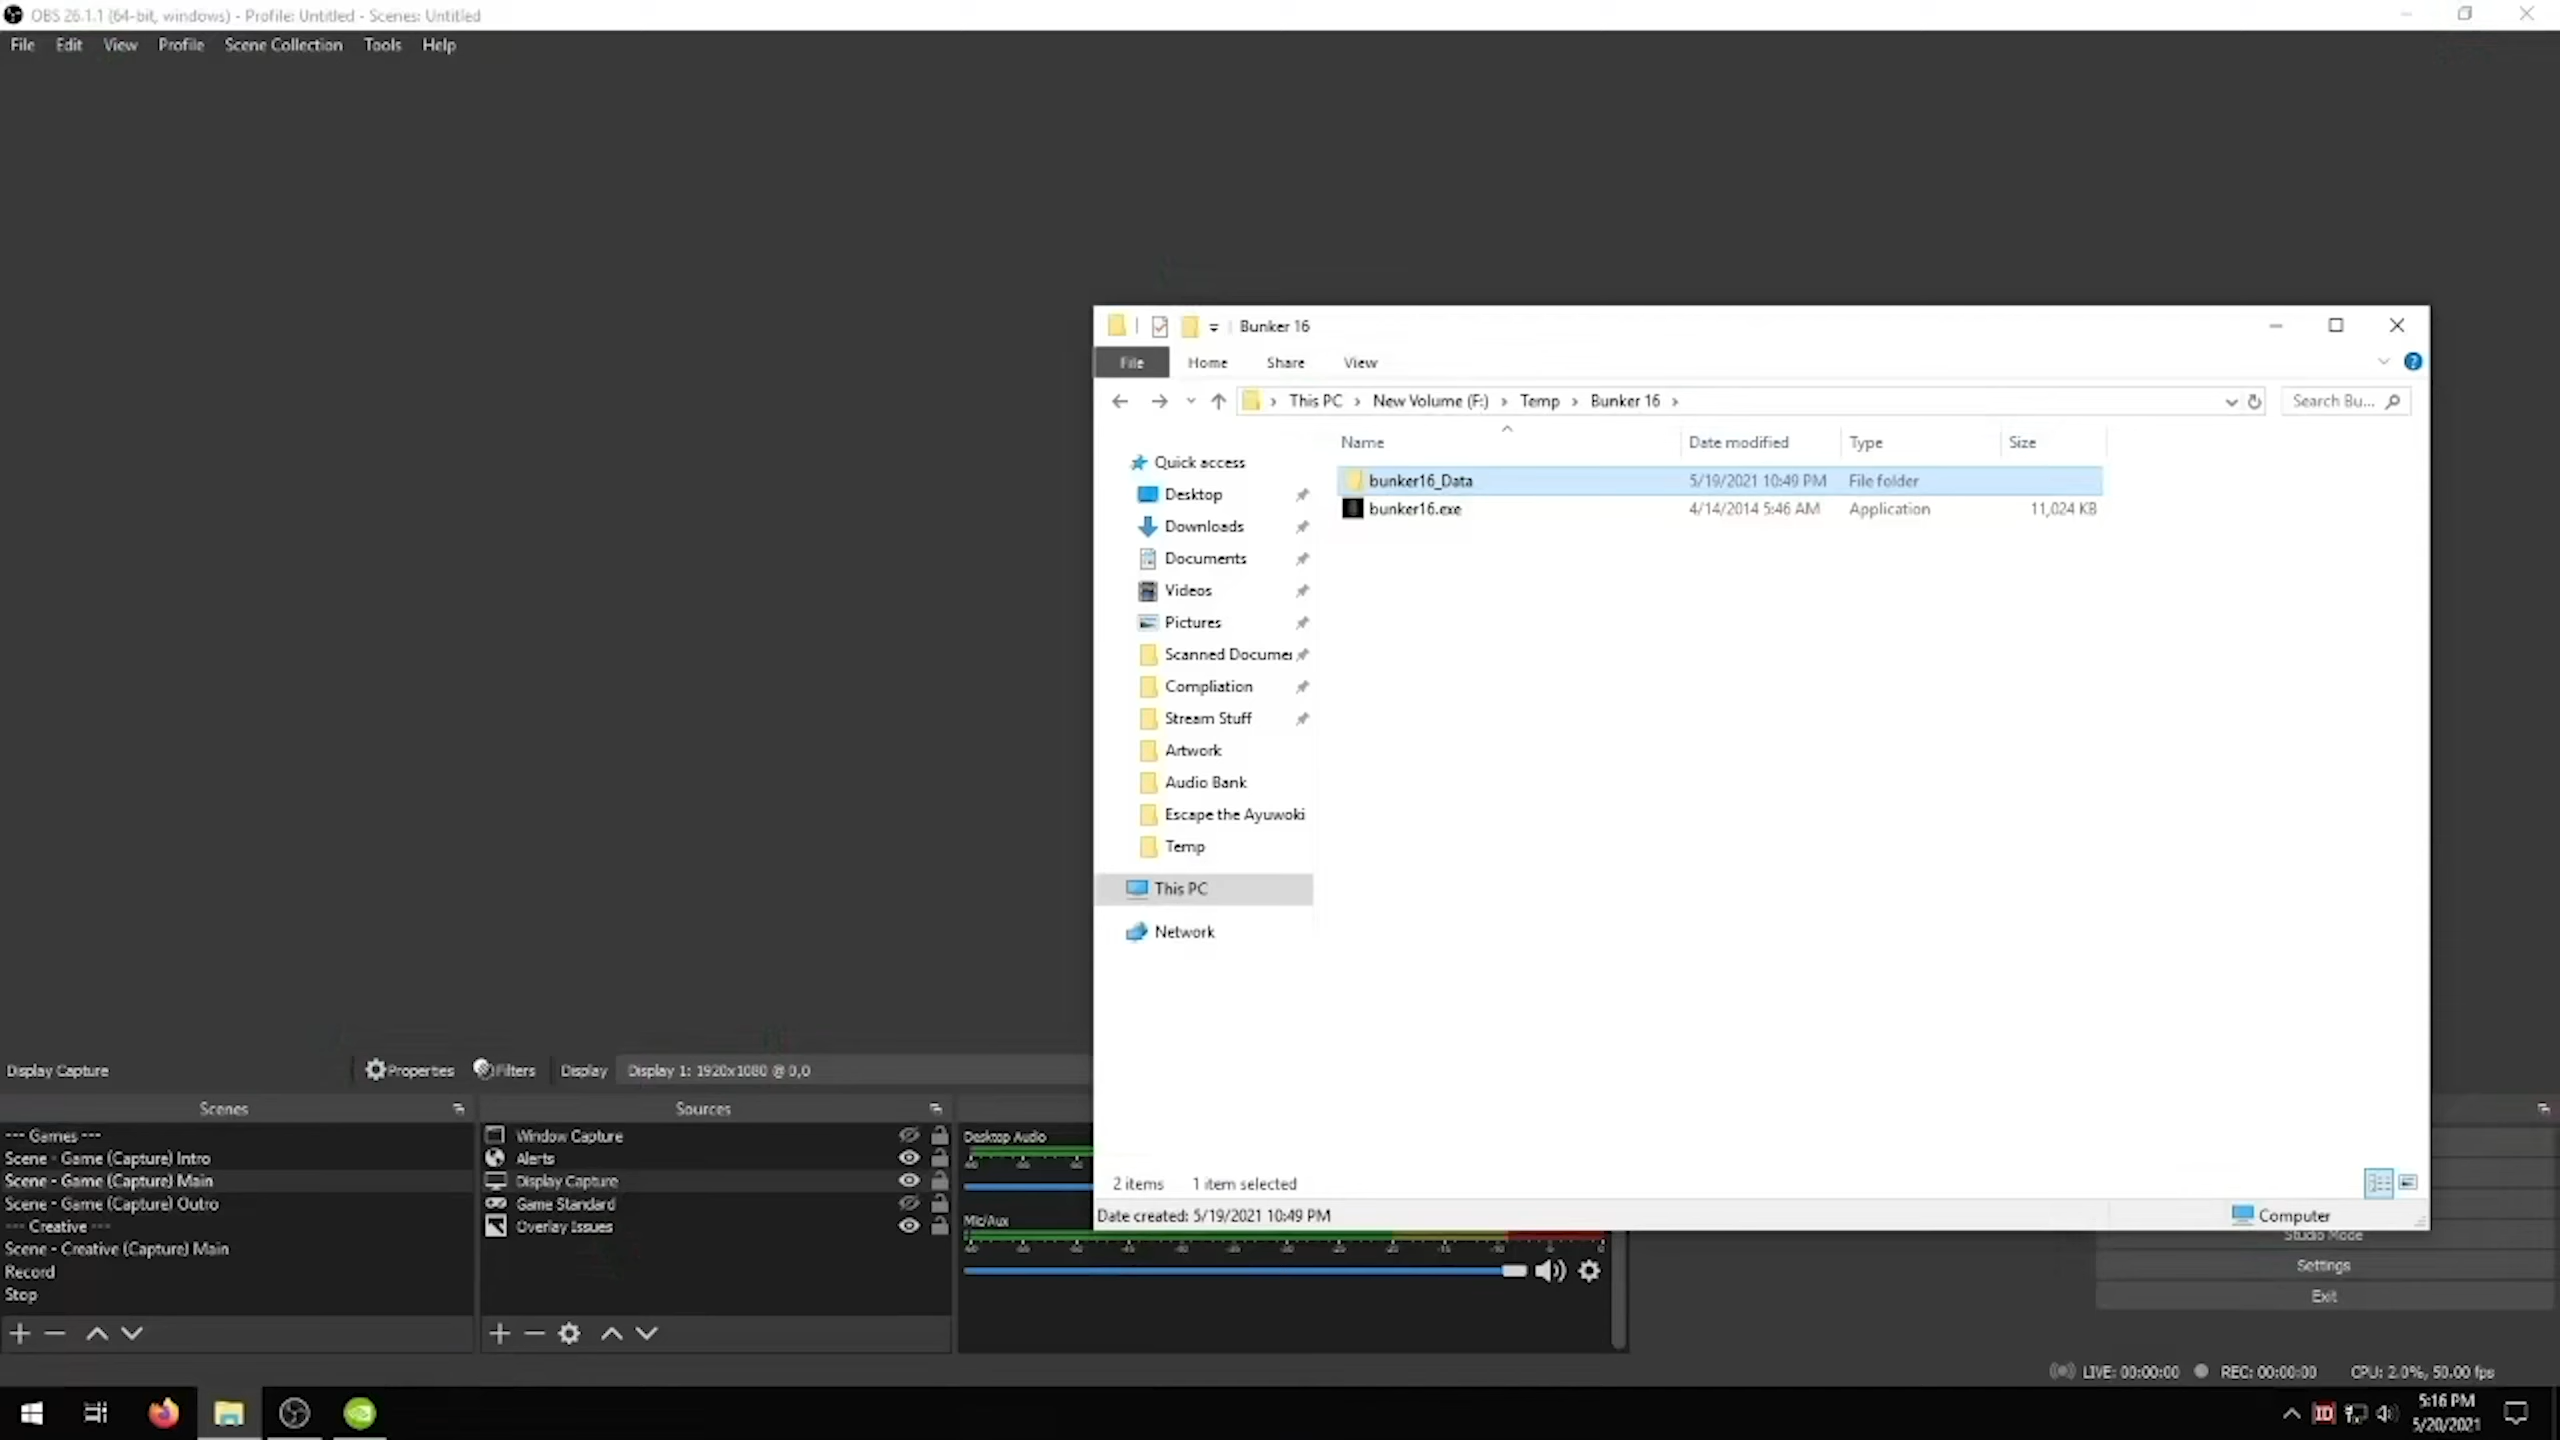 OBS 26.1.1 (64-bit, windows) - Profile: Untitled - Scenes: Untitled
File Edit View Profile Scene Collection Tools Help
Bunker 16
File Home Share View
This PC › New Volume (F:) › Temp › Bunker 16 ›
Search Bu...
Name Date modified Type Size
bunker16_Data 5/19/2021 10:49 PM File folder
bunker16.exe 4/14/2014 5:46 AM Application 11,024 KB
Quick access
Desktop
Downloads
Documents
Videos
Pictures
Scanned Documer
Compliation
Stream Stuff
Artwork
Audio Bank
Escape the Ayuwoki
Temp
This PC
Network
2 items 1 item selected
Date created: 5/19/2021 10:49 PM
Computer
Display Capture Properties Filters Display Display 1: 1920x1080 @ 0,0
Scenes
--- Games ---
Scene - Game (Capture) Intro
Scene - Game (Capture) Main
Scene - Game (Capture) Outro
--- Creative ---
Scene - Creative (Capture) Main
Record
Stop
Sources
Window Capture
Alerts
Display Capture
Game Standard
Overlay Issues
Desktop Audio
Mic/Aux
Studio Mode
Settings
Exit
LIVE: 00:00:00 REC: 00:00:00 CPU: 2.0%, 50.00 fps
ID
5:16 PM
5/20/2021